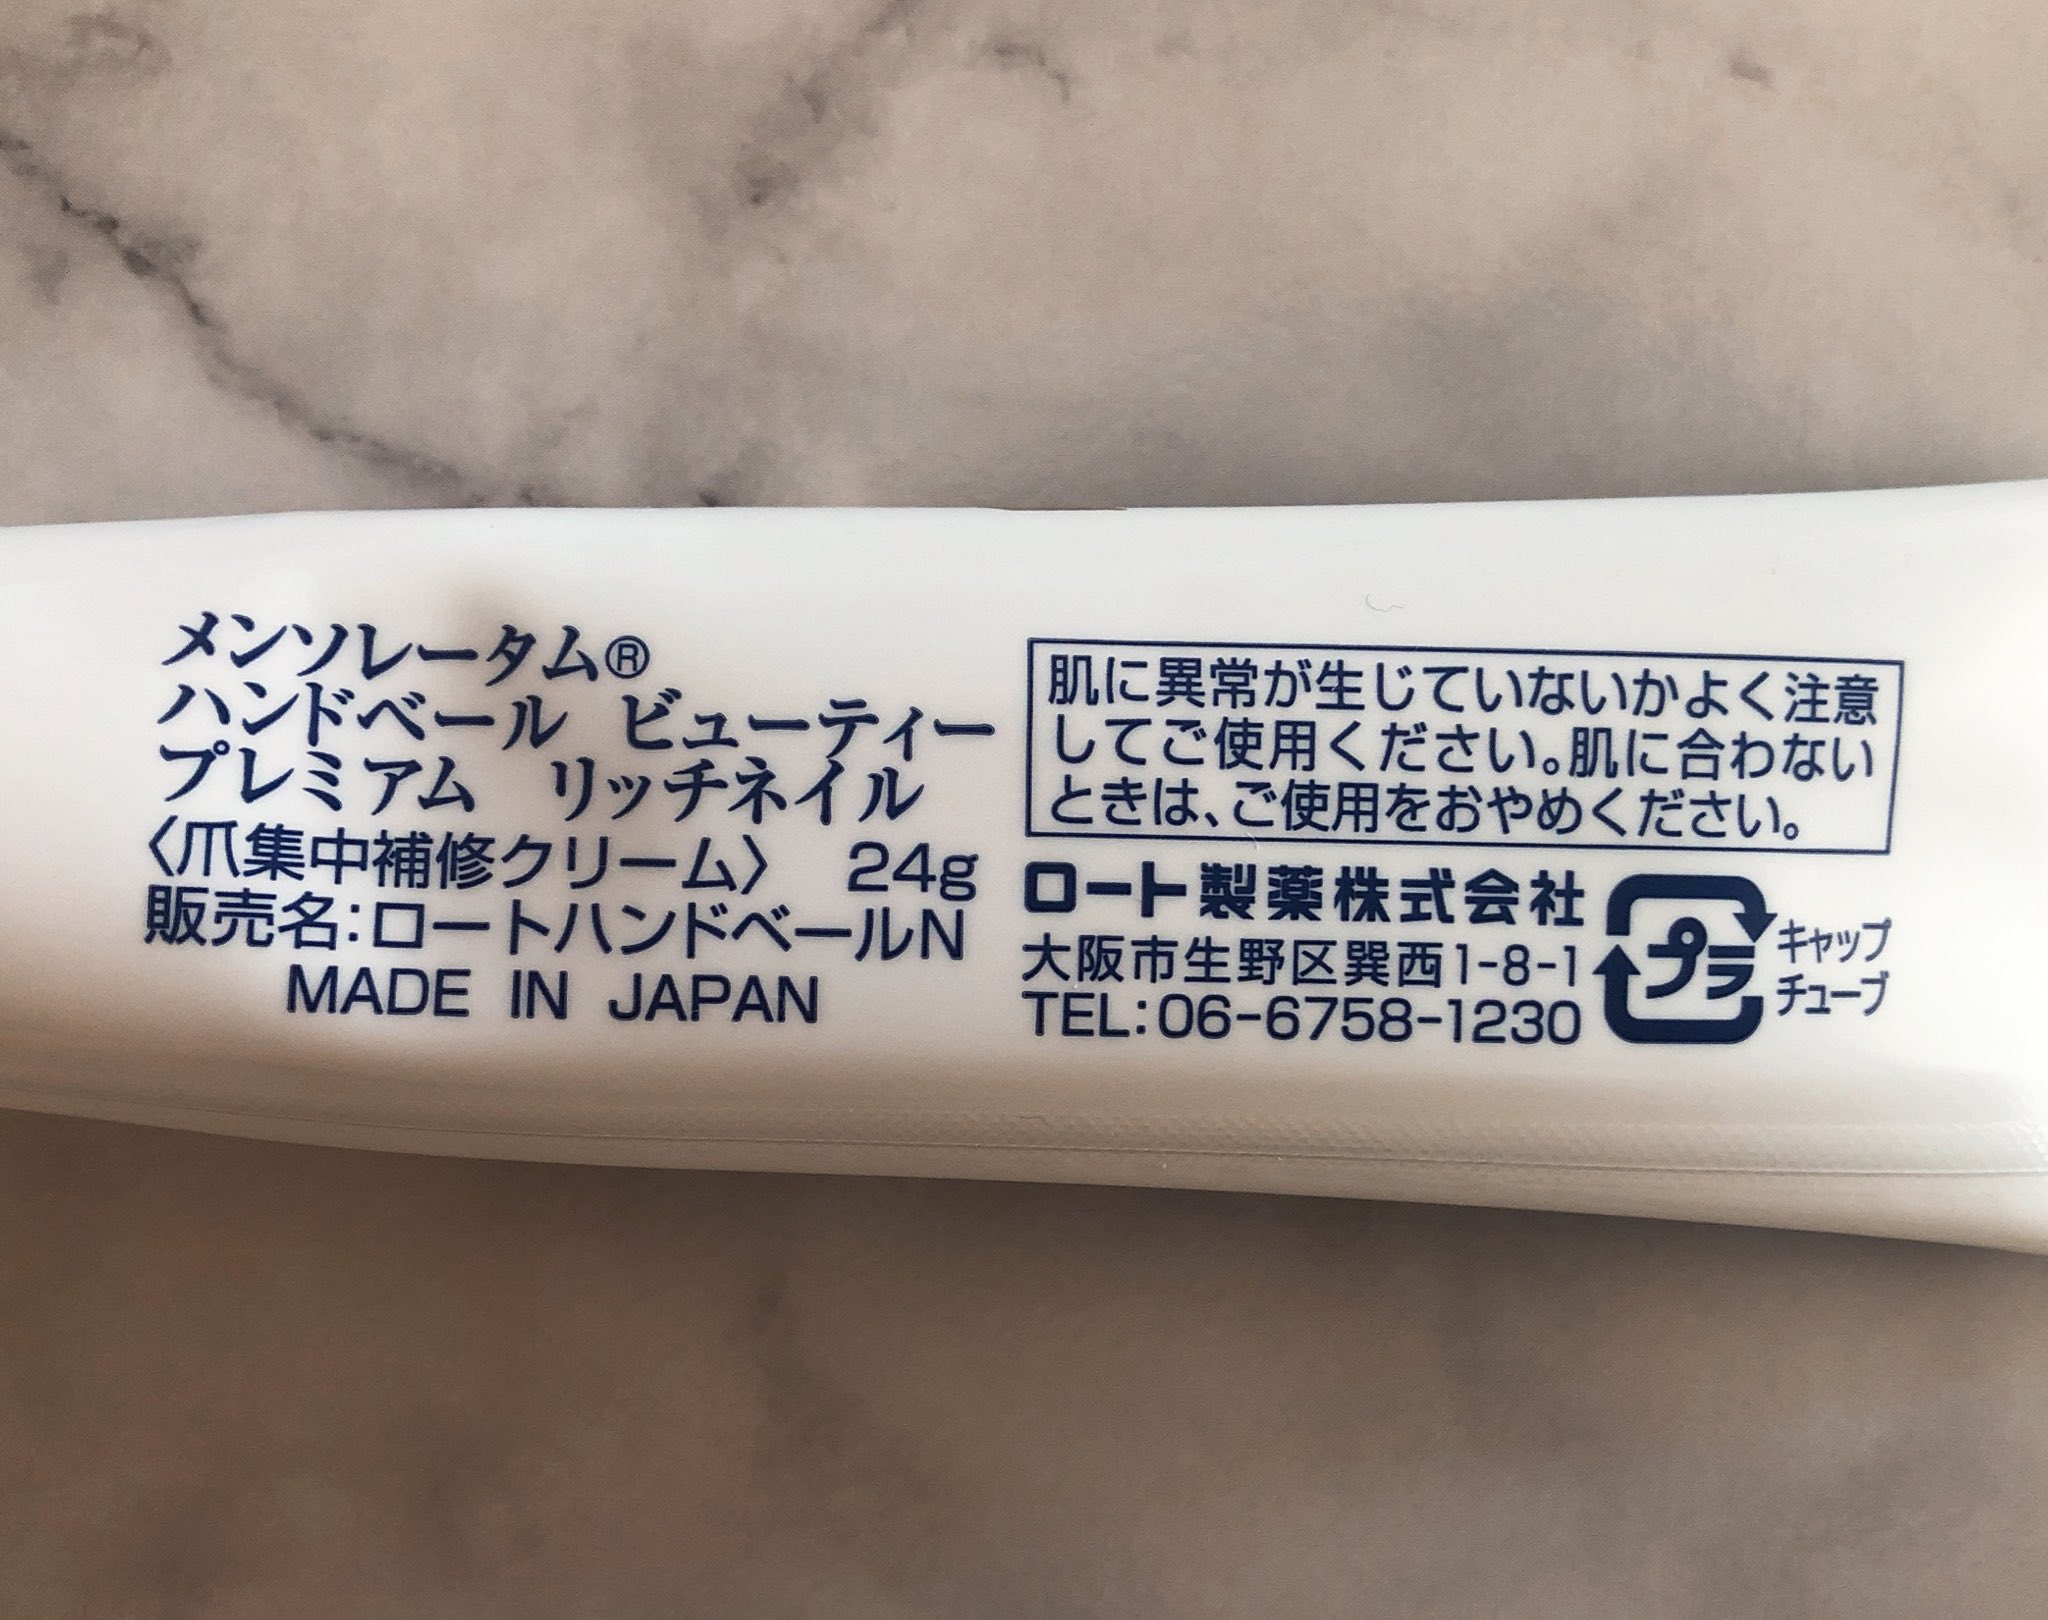 メンソレータム®
ハンドベール ビューティー
プレミアム リッチネイル
〈爪集中補修クリーム〉 24g
販売名:ロートハンドベールN
MADE IN JAPAN
肌に異常が生じていないかよく注意
してご使用ください。肌に合わない
ときは、ご使用をおやめください。
ロート製薬株式会社
大阪市生野区巽西1-8-1
TEL:06-6758-1230
プラ
キャップ
チューブ